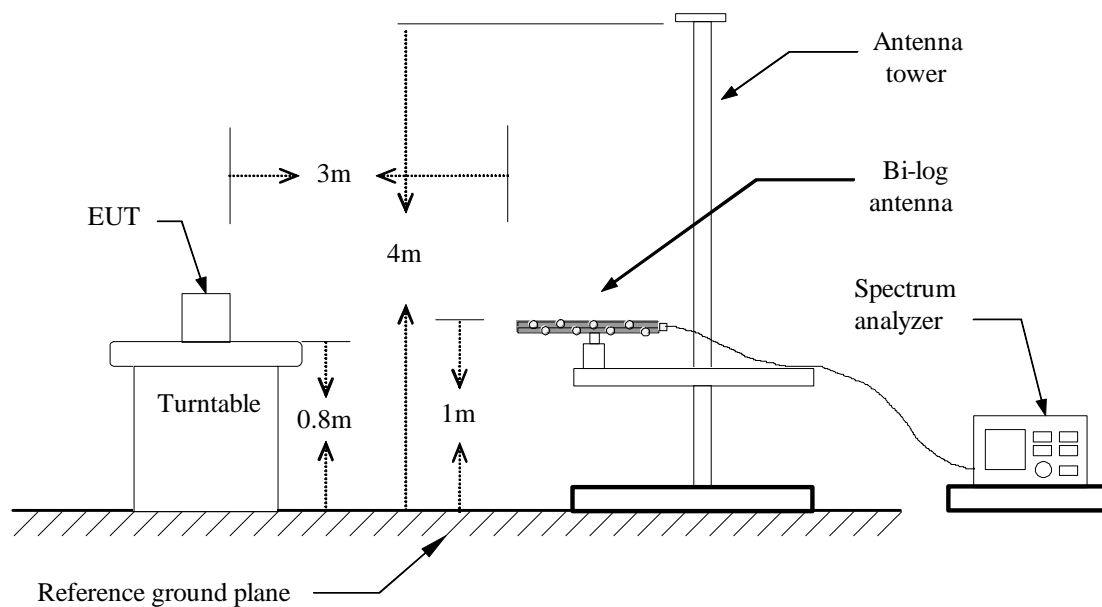 Antenna
tower
3m
Bi-log
antenna
EUT
4m
Spectrum
analyzer
Turntable
0.8m
1m
Reference ground plane